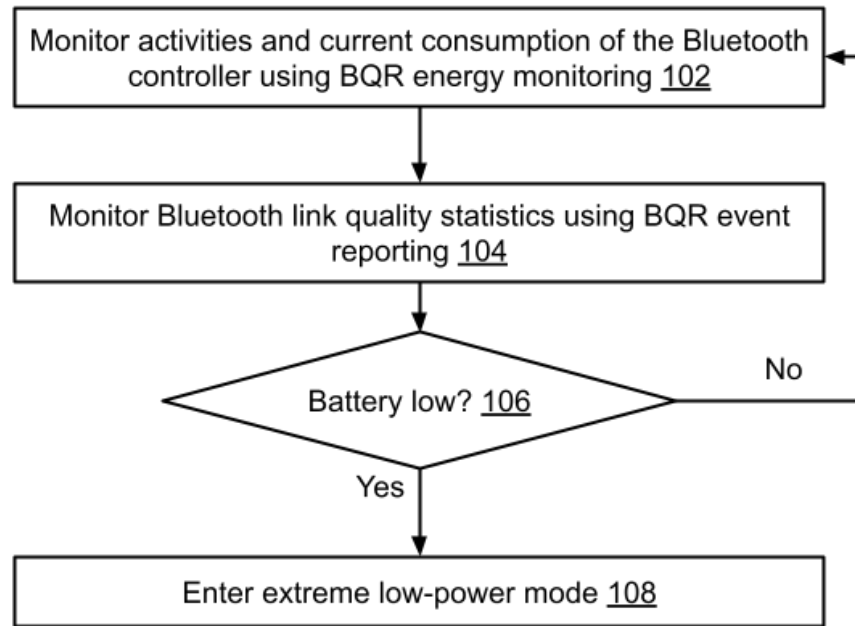 Monitor activities and current consumption of the Bluetooth
controller using BQR energy monitoring 102
Monitor Bluetooth link quality statistics using BQR event
reporting 104
Battery low? 106
No
Yes
Enter extreme low-power mode 108